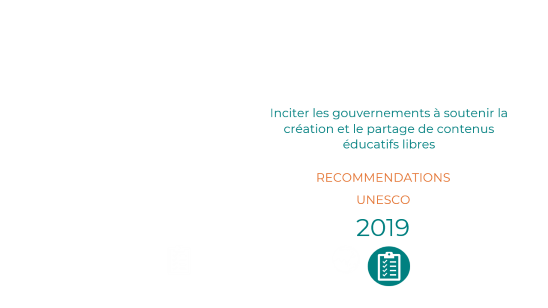 Inciter les gouvernements à soutenir la
création et le partage de contenus
éducatifs libres
RECOMMENDATIONS
UNESCO
2019